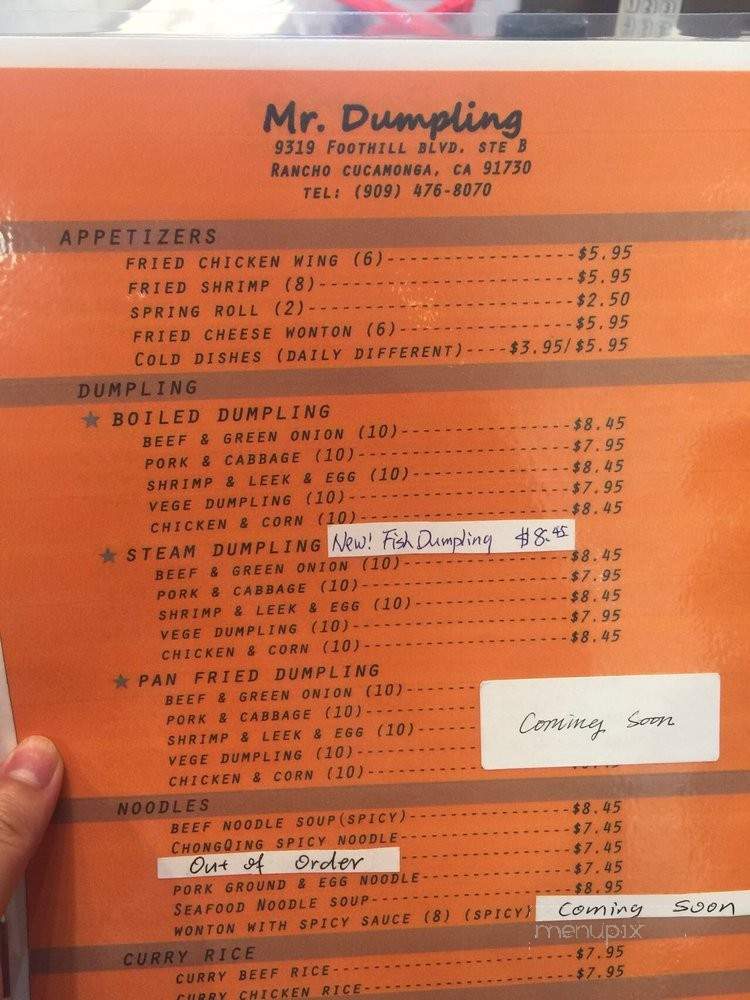 Mr. Dumpling
9319 FOOTHILL BLVD. STE B
RANCHO CUCAMONGA, CA 91730
TEL: (909) 476-8070
APPETIZERS
FRIED CHICKEN WING (6)--------------------$5.95
FRIED SHRIMP (8)---------------------------$5.95
SPRING ROLL (2)----------------------------$2.50
FRIED CHEESE WONTON (6)-------------------$5.95
COLD DISHES (DAILY DIFFERENT)----$3.95/$5.95
DUMPLING
★ BOILED DUMPLING
BEEF & GREEN ONION (10)-------------------$8.45
PORK & CABBAGE (10)-----------------------$7.95
SHRIMP & LEEK & EGG (10)------------------$8.45
VEGE DUMPLING (10)------------------------$7.95
CHICKEN & CORN (10)-----------------------$8.45
★ STEAM DUMPLING New! Fish Dumpling $8.45
BEEF & GREEN ONION (10)-------------------$8.45
PORK & CABBAGE (10)-----------------------$7.95
SHRIMP & LEEK & EGG (10)------------------$8.45
VEGE DUMPLING (10)------------------------$7.95
CHICKEN & CORN (10)-----------------------$8.45
★ PAN FRIED DUMPLING
BEEF & GREEN ONION (10)--------
PORK & CABBAGE (10)------------ Coming Soon
SHRIMP & LEEK & EGG (10)-------
VEGE DUMPLING (10)-------------
CHICKEN & CORN (10)------------
NOODLES
BEEF NOODLE SOUP(SPICY)-------------------$8.45
CHONGQING SPICY NOODLE--------------------$7.45
Out of Order -------------------$7.45
PORK GROUND & EGG NOODLE------------------$7.45
SEAFOOD NOODLE SOUP-----------------------$8.95
WONTON WITH SPICY SAUCE (8) (SPICY) Coming Soon
menupix
CURRY RICE
CURRY BEEF RICE---------------------------$7.95
CURRY CHICKEN RICE------------------------$7.95